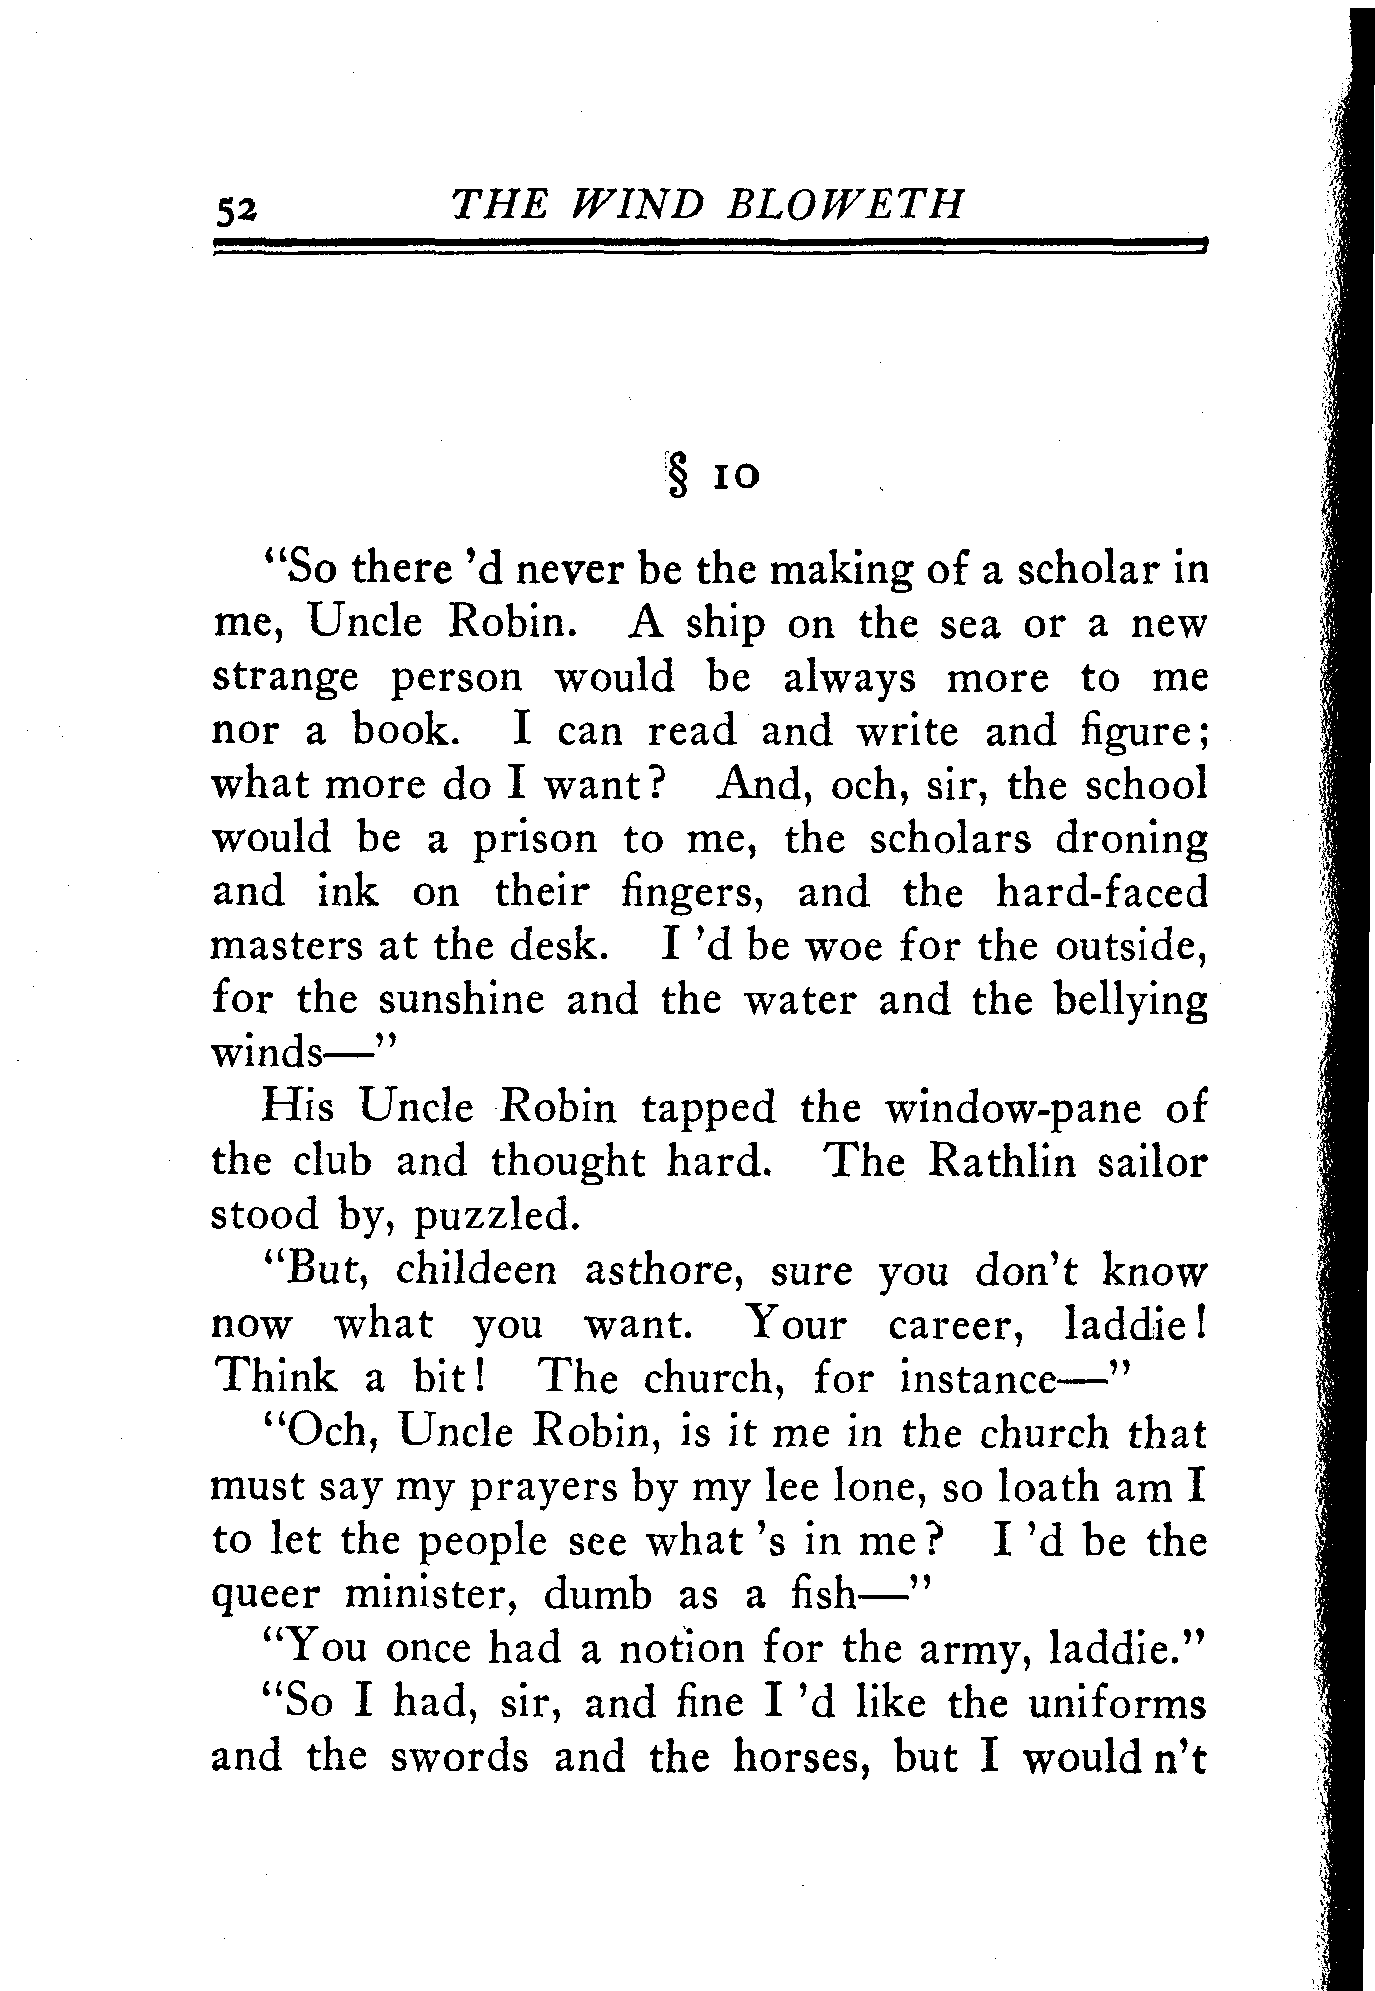 52 THE WIND BLOWETH
§ 10
“So there ’d never be the making of a scholar in
me, Uncle Robin. A ship on the sea or a new
strange person would be always more to me
nor a book. I can read and write and figure;
what more do I want? And, och, sir, the school
would be a prison to me, the scholars droning
and ink on their fingers, and the hard-faced
masters at the desk. I ’d be woe for the outside,
for the sunshine and the water and the bellying
winds—”
His Uncle Robin tapped the window-pane of
the club and thought hard. The Rathlin sailor
stood by, puzzled.
“But, childeen asthore, sure you don’t know
now what you want. Your career, laddie!
Think a bit! The church, for instance—”
“Och, Uncle Robin, is it me in the church that
must say my prayers by my lee lone, so loath am I
to let the people see what ’s in me? I ’d be the
queer minister, dumb as a fish—”
“You once had a notion for the army, laddie.”
“So I had, sir, and fine I ’d like the uniforms
and the swords and the horses, but I would n’t